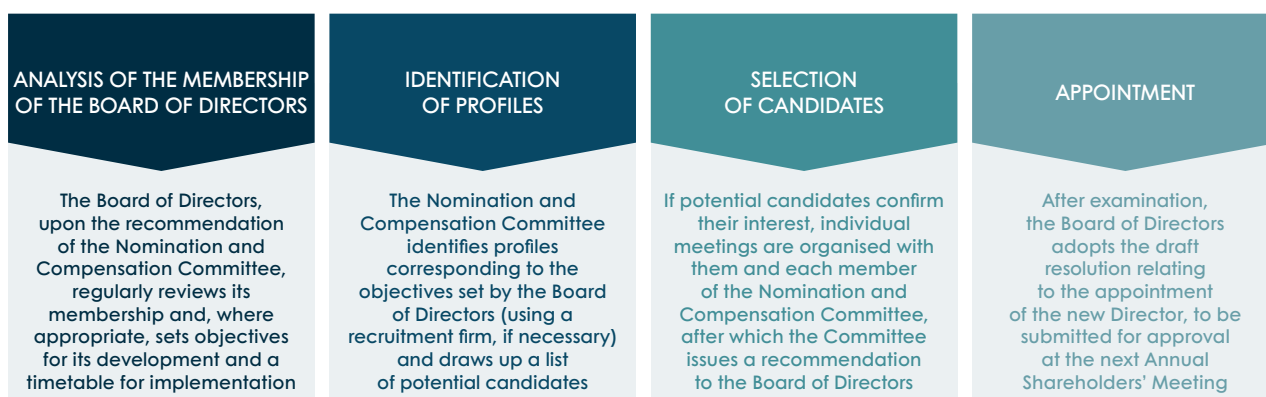 ANALYSIS OF THE MEMBERSHIP
OF THE BOARD OF DIRECTORS
The Board of Directors,
upon the recommendation
of the Nomination and
Compensation Committee,
regularly reviews its
membership and, where
appropriate, sets objectives
for its development and a
timetable for implementation
IDENTIFICATION
OF PROFILES
The Nomination and
Compensation Committee
identifies profiles
corresponding to the
objectives set by the Board
of Directors (using a
recruitment firm, if necessary)
and draws up a list
of potential candidates
SELECTION
OF CANDIDATES
If potential candidates confirm
their interest, individual
meetings are organised with
them and each member
of the Nomination and
Compensation Committee,
after which the Committee
issues a recommendation
to the Board of Directors
APPOINTMENT
After examination,
the Board of Directors
adopts the draft
resolution relating
to the appointment
of the new Director, to be
submitted for approval
at the next Annual
Shareholders' Meeting